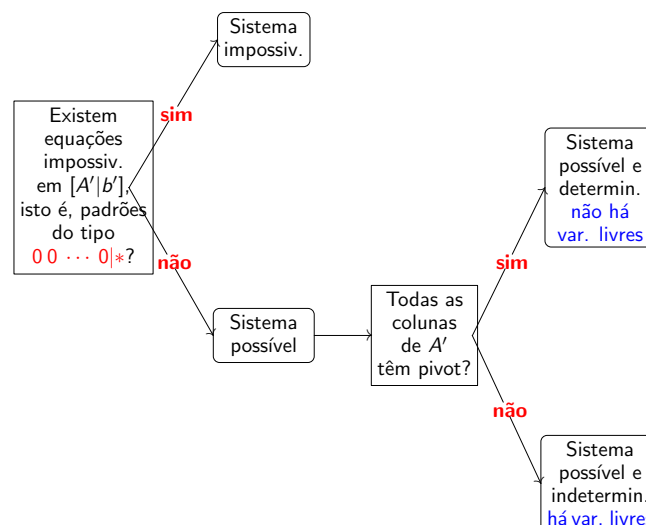 Sistema
impossiv.
sim
Existem
equações
impossiv.
em [A′|b′],
isto é, padrões
do tipo
0 0 ⋯ 0|∗?
não
Sistema
possível
Todas as
colunas
de A′
têm pivot?
sim
Sistema
possível e
determin.
não há
var. livres
não
Sistema
possível e
indetermin.
há var. livre